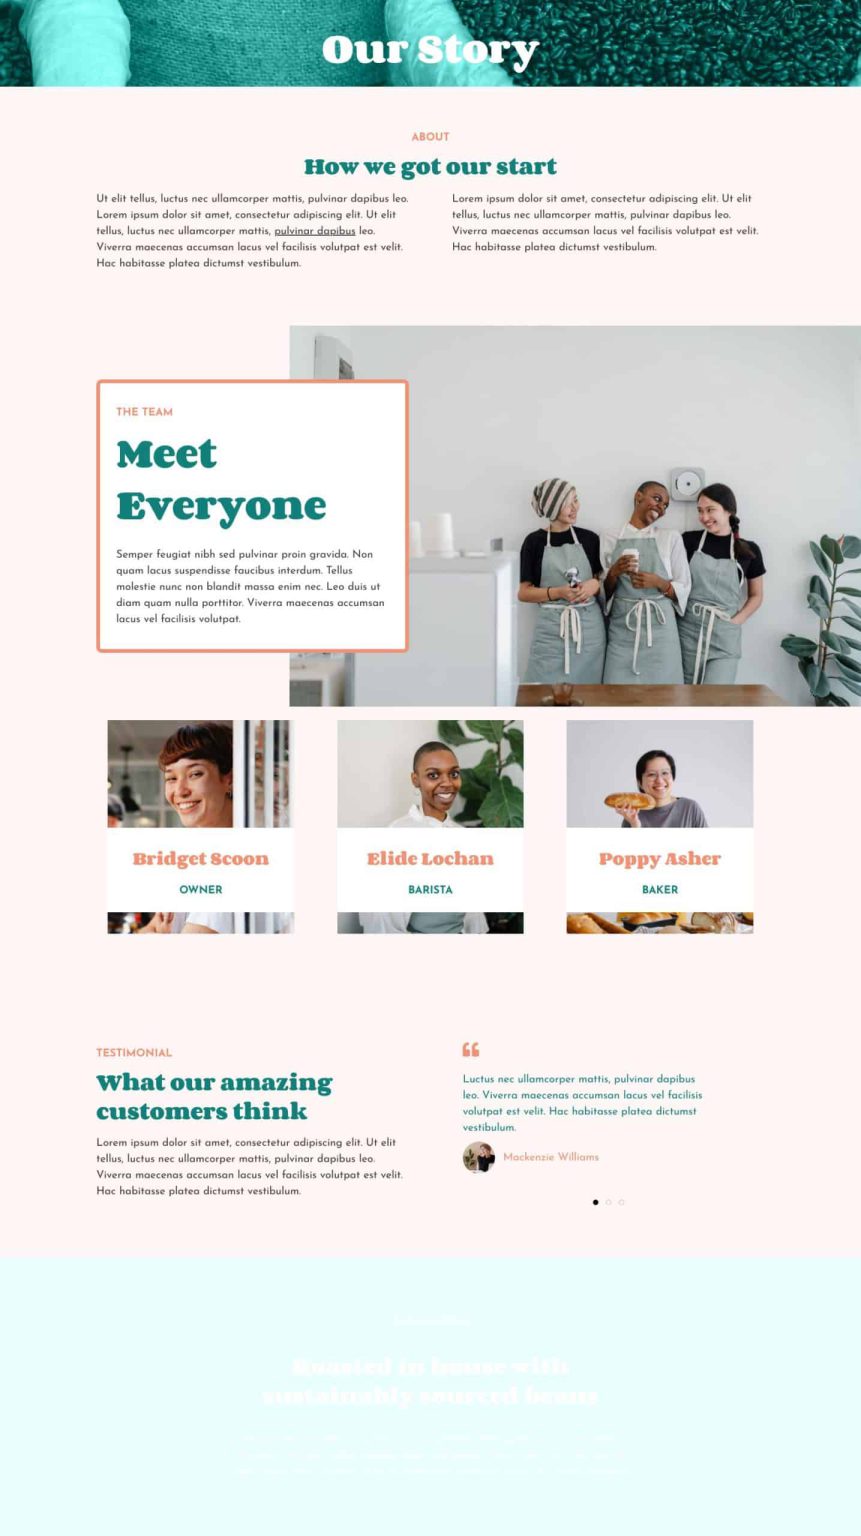 Our Story
ABOUT
How we got our start
Ut elit tellus, luctus nec ullamcorper mattis, pulvinar dapibus leo.
Lorem ipsum dolor sit amet, consectetur adipiscing elit. Ut elit
tellus, luctus nec ullamcorper mattis, pulvinar dapibus leo.
Viverra maecenas accumsan lacus vel facilisis volutpat est velit.
Hac habitasse platea dictumst vestibulum.
Lorem ipsum dolor sit amet, consectetur adipiscing elit. Ut elit
tellus, luctus nec ullamcorper mattis, pulvinar dapibus leo.
Viverra maecenas accumsan lacus vel facilisis volutpat est velit.
Hac habitasse platea dictumst vestibulum.
THE TEAM
Meet
Everyone
Semper feugiat nibh sed pulvinar proin gravida. Non
quam lacus suspendisse faucibus interdum. Tellus
molestie nunc non blandit massa enim nec. Leo duis ut
diam quam nulla porttitor. Viverra maecenas accumsan
lacus vel facilisis volutpat.
Bridget Scoon
OWNER
Elide Lochan
BARISTA
Poppy Asher
BAKER
TESTIMONIAL
What our amazing
customers think
Lorem ipsum dolor sit amet, consectetur adipiscing elit. Ut elit
tellus, luctus nec ullamcorper mattis, pulvinar dapibus leo.
Viverra maecenas accumsan lacus vel facilisis volutpat est velit.
Hac habitasse platea dictumst vestibulum.
Luctus nec ullamcorper mattis, pulvinar dapibus
leo. Viverra maecenas accumsan lacus vel facilisis
volutpat est velit. Hac habitasse platea dictumst
vestibulum.
Mackenzie Williams
Roasted in house with
sustainably sourced beans